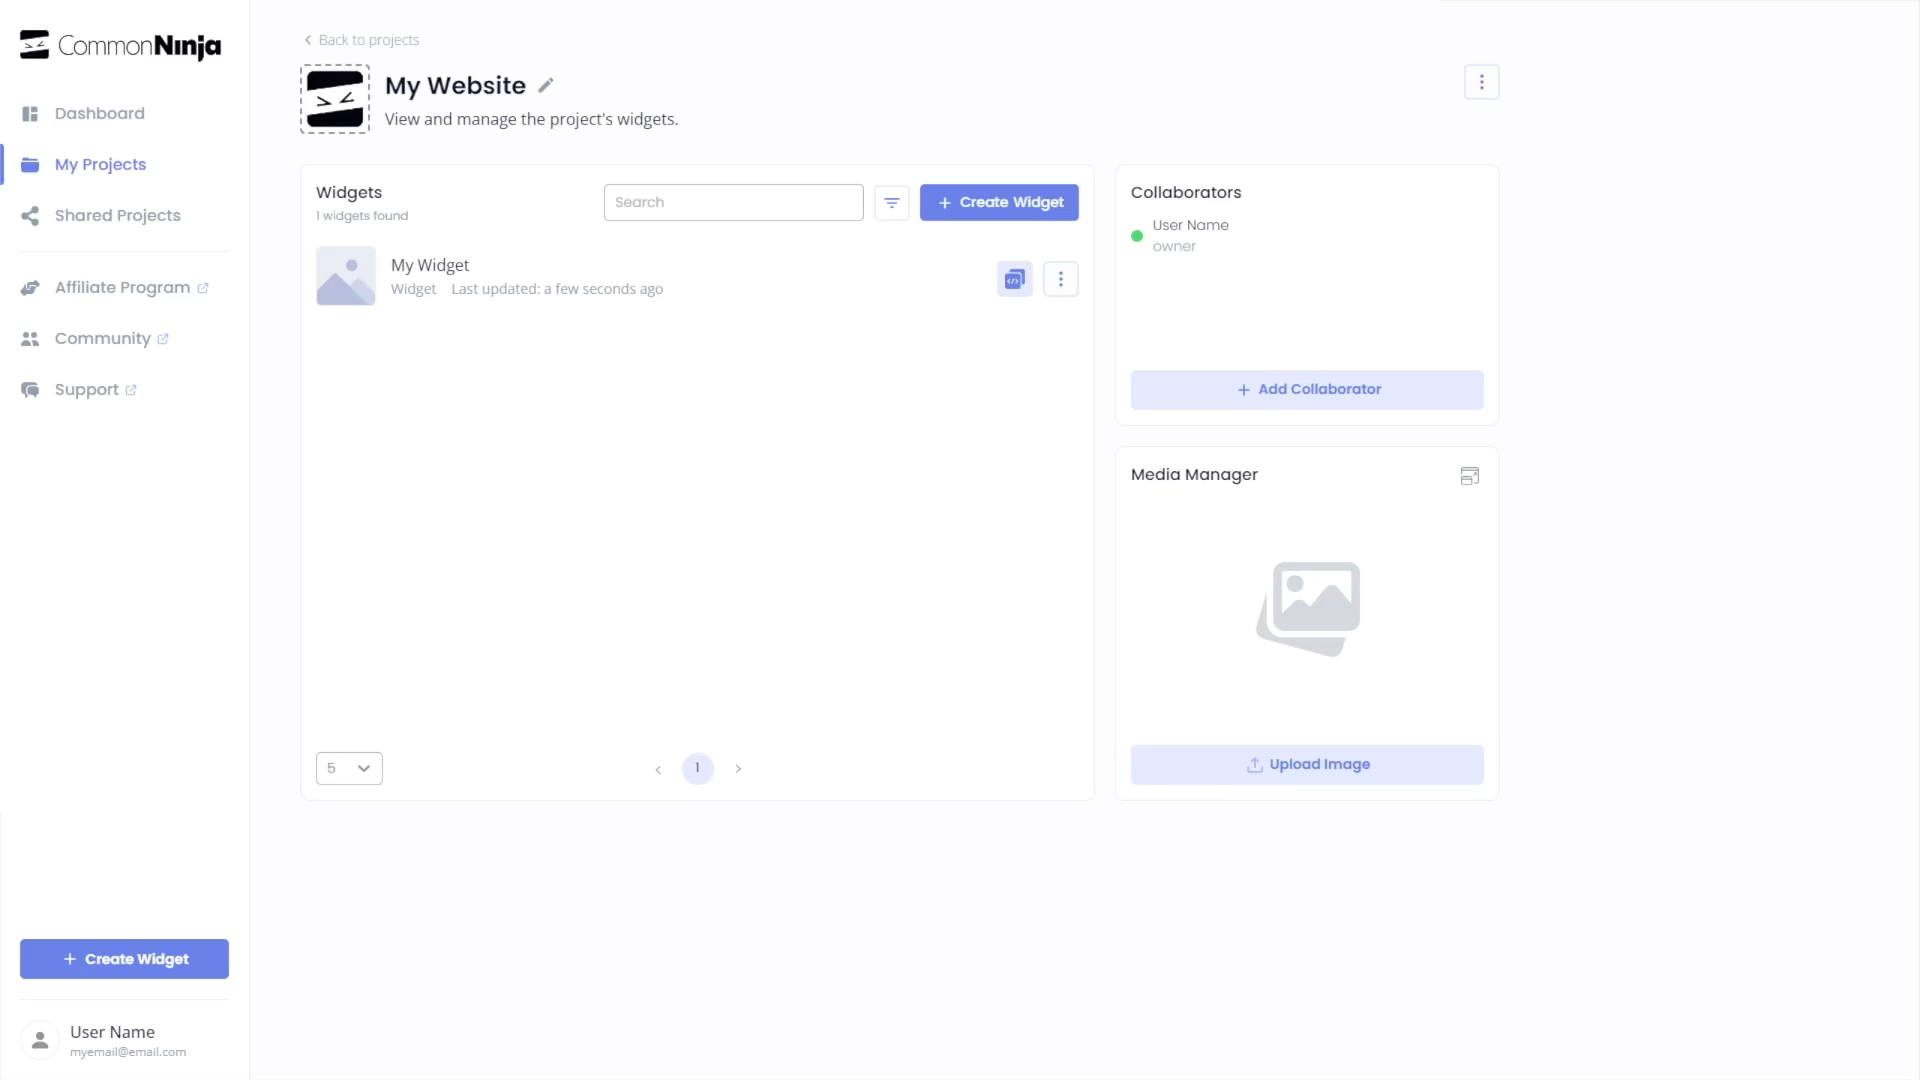 CommonNinja
Dashboard
My Projects
Shared Projects
Affiliate Program
Community
Support
+ Create Widget
User Name
myemail@email.com
Back to projects
My Website
View and manage the project's widgets.
Widgets
1 widgets found
Search
+ Create Widget
My Widget
Widget Last updated: a few seconds ago
5
1
Collaborators
User Name
owner
+ Add Collaborator
Media Manager
Upload Image